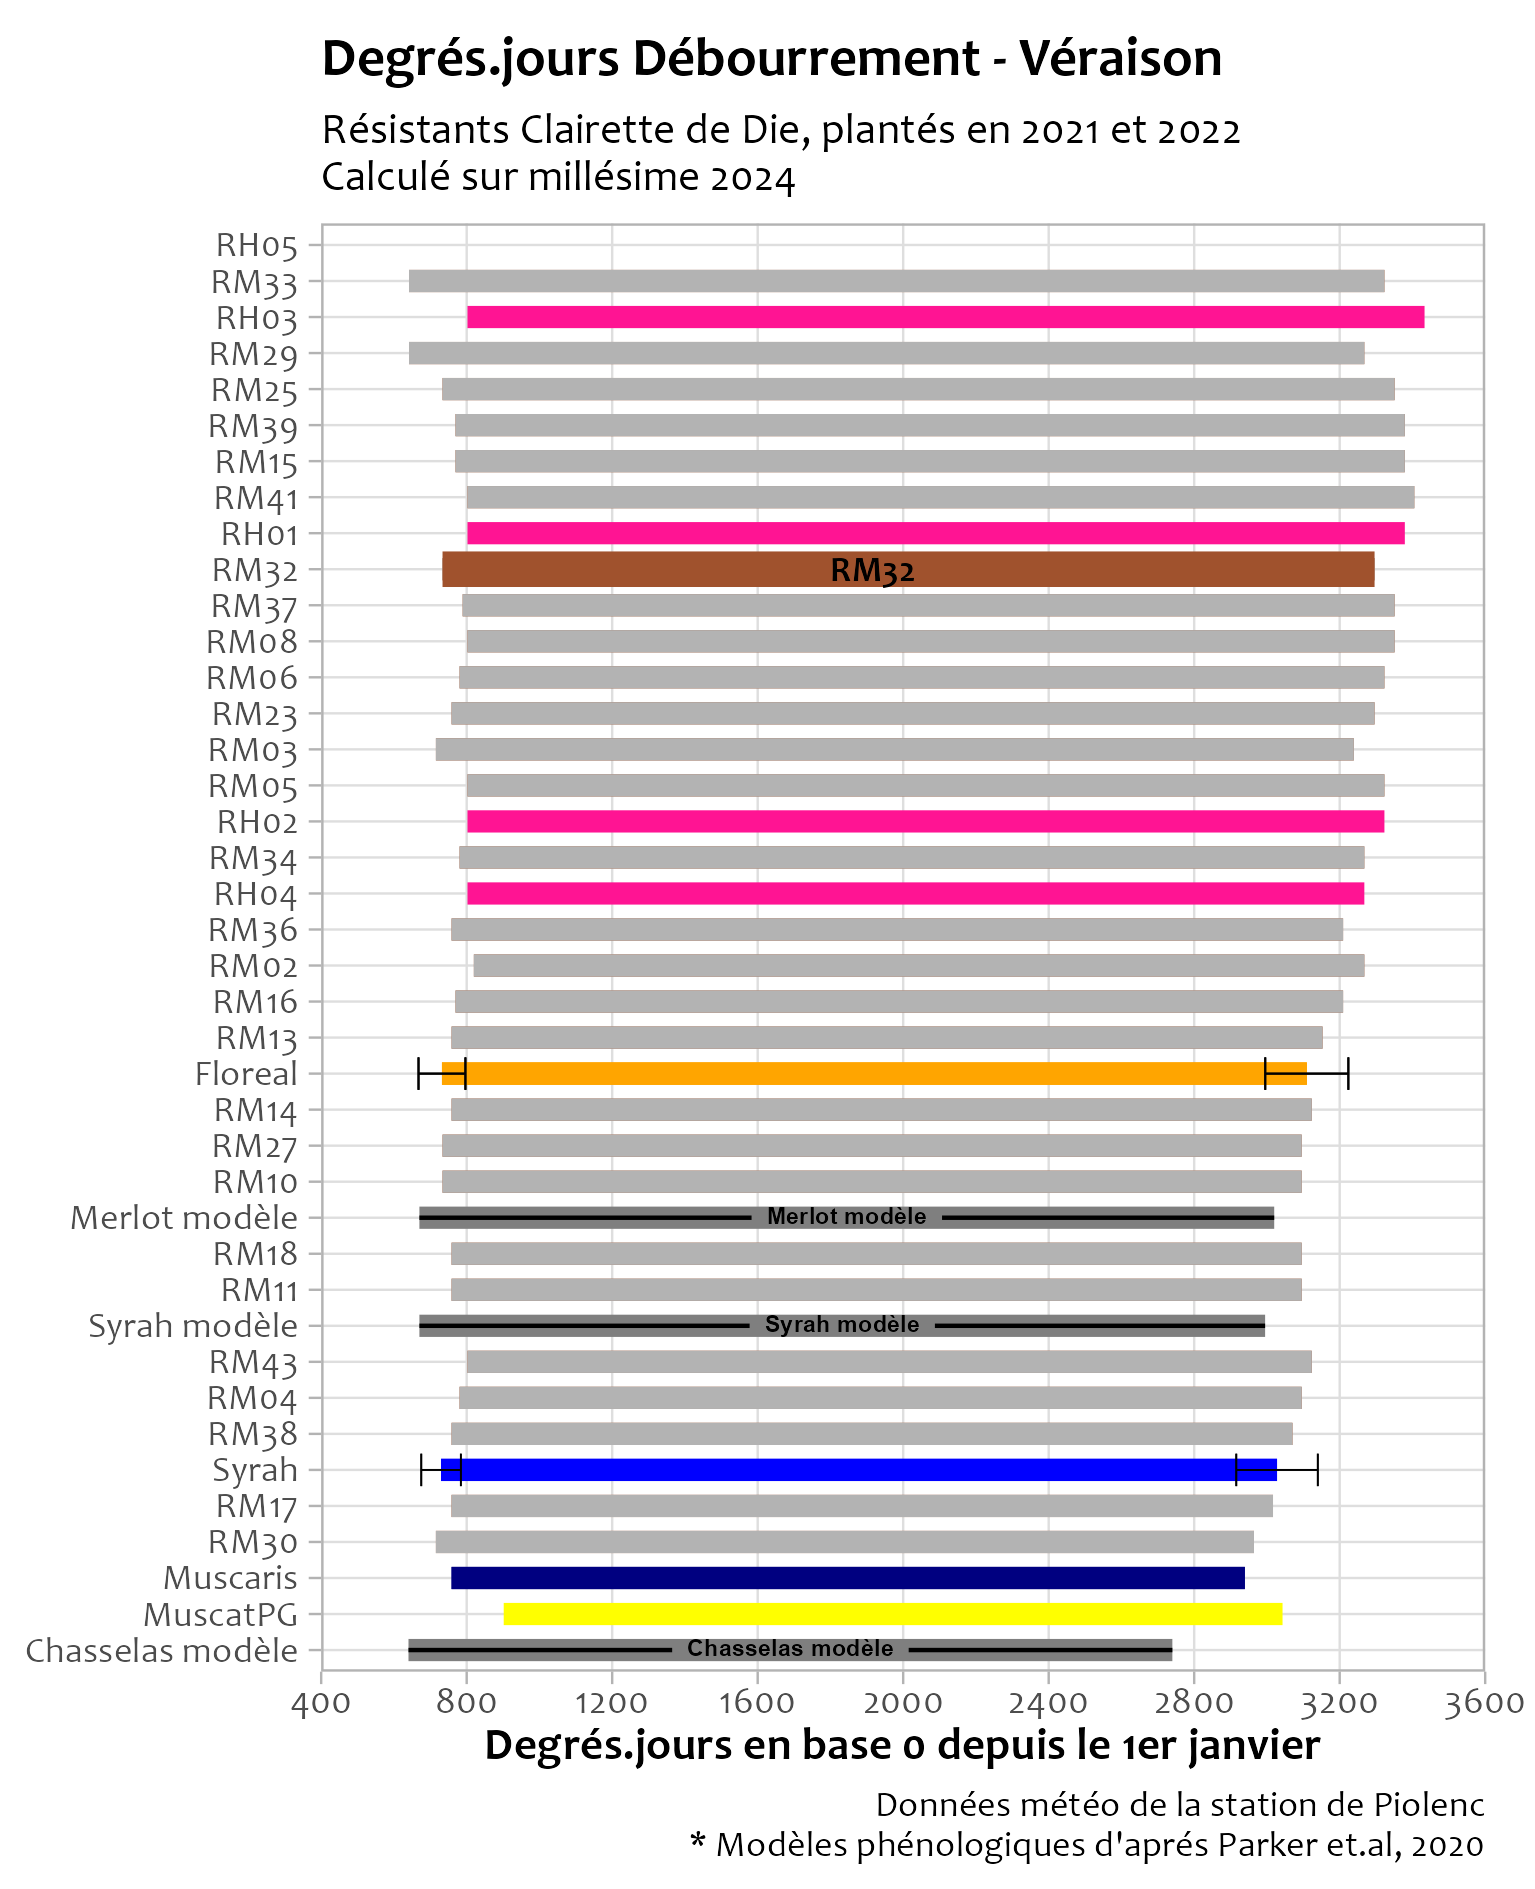 Degrés.jours Débourrement - Véraison
Résistants Clairette de Die, plantés en 2021 et 2022
Calculé sur millésime 2024
RH05
RM33
RH03
RM29
RM25
RM39
RM15
RM41
RH01
RM32
RM32
RM37
RM08
RM06
RM23
RM03
RM05
RH02
RM34
RH04
RM36
RM02
RM16
RM13
Floreal
RM14
RM27
RM10
Merlot modèle
Merlot modèle
RM18
RM11
Syrah modèle
Syrah modèle
RM43
RM04
RM38
Syrah
RM17
RM30
Muscaris
MuscatPG
Chasselas modèle
Chasselas modèle
400 800 1200 1600 2000 2400 2800 3200 3600
Degrés.jours en base 0 depuis le 1er janvier
Données météo de la station de Piolenc
* Modèles phénologiques d'aprés Parker et.al, 2020